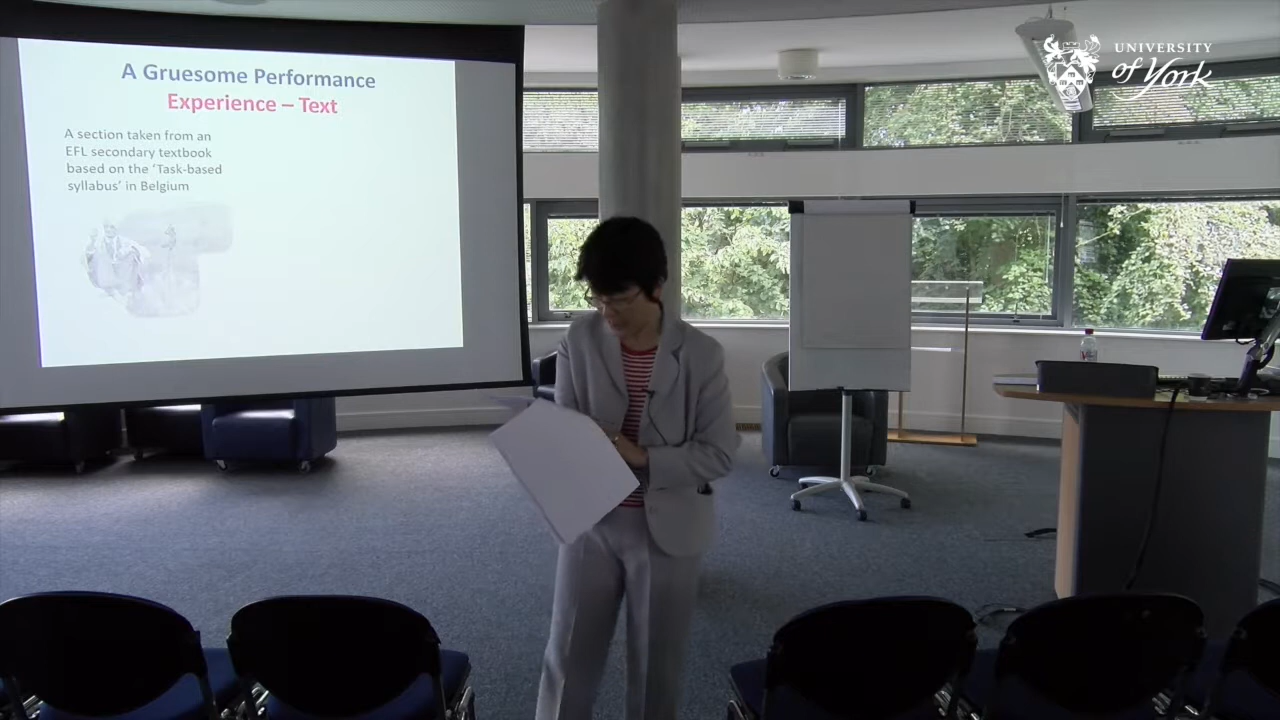 A Gruesome Performance
Experience – Text
A section taken from an
EFL secondary textbook
based on the 'Task-based
syllabus' in Belgium
UNIVERSITY
of York